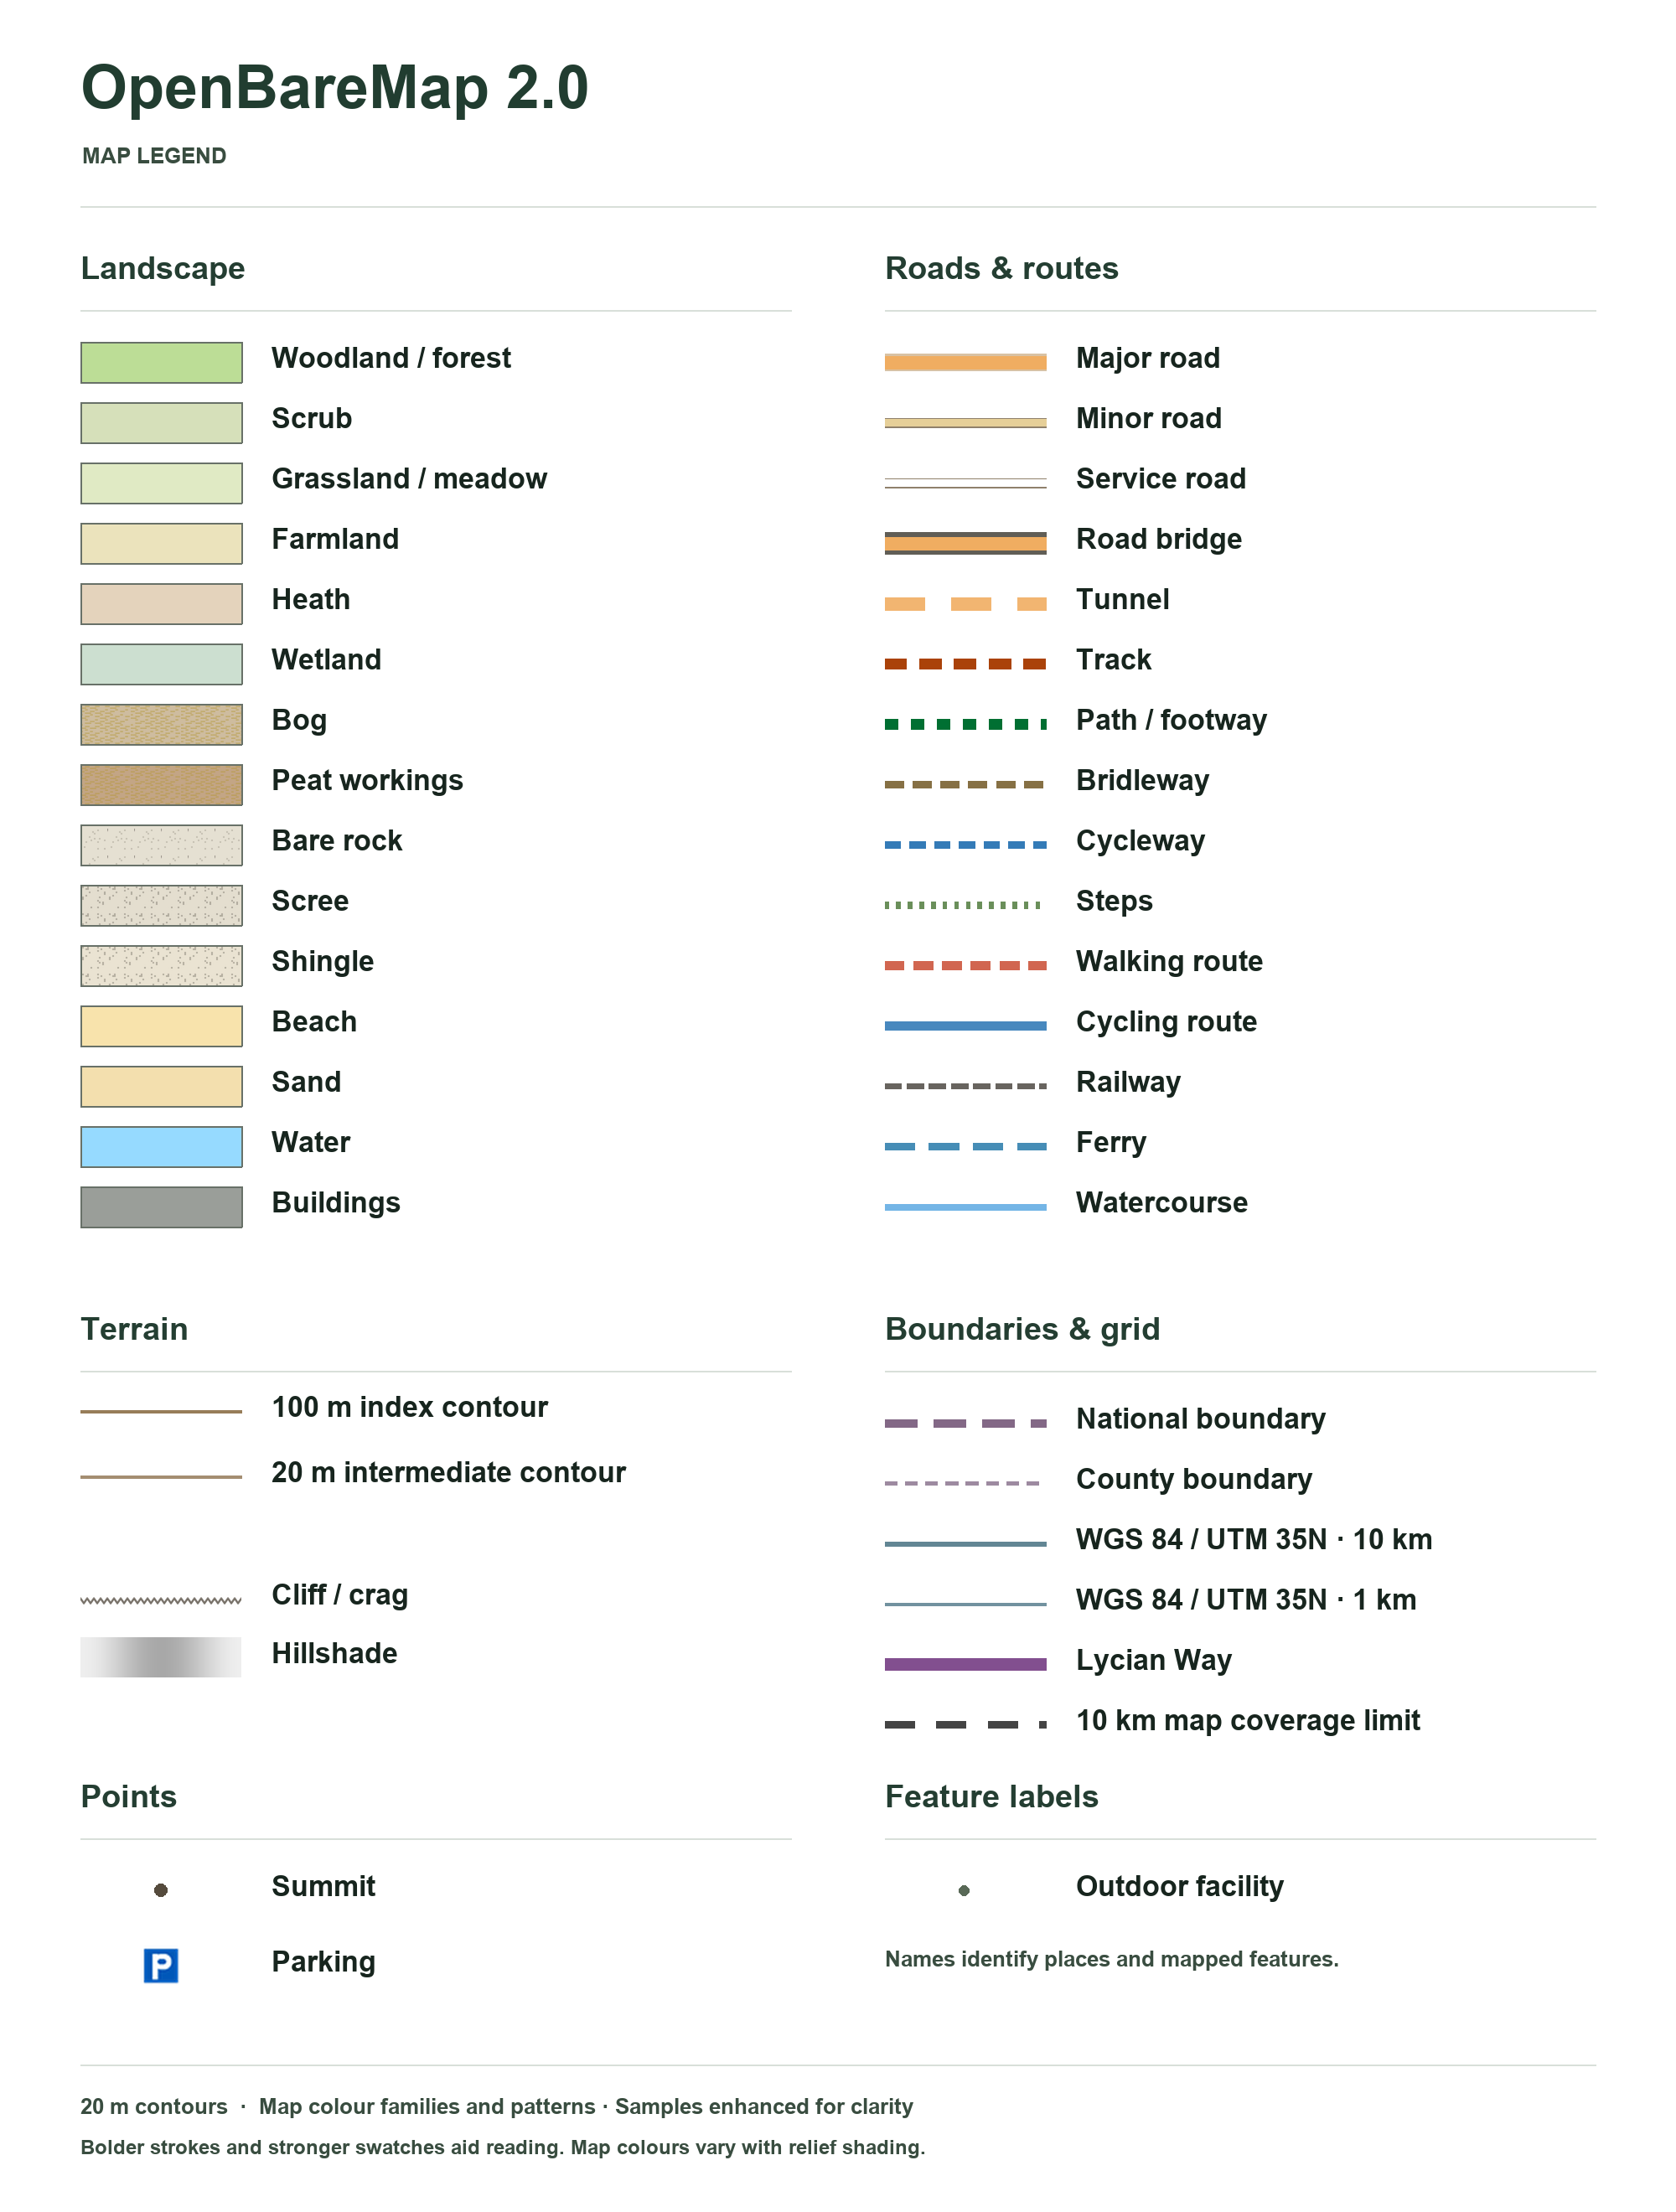 OpenBareMap 2.0
MAP LEGEND
Landscape
Woodland / forest
Scrub
Grassland / meadow
Farmland
Heath
Wetland
Bog
Peat workings
Bare rock
Scree
Shingle
Beach
Sand
Water
Buildings
Roads & routes
Major road
Minor road
Service road
Road bridge
Tunnel
Track
Path / footway
Bridleway
Cycleway
Steps
Walking route
Cycling route
Railway
Ferry
Watercourse
Terrain
100 m index contour
20 m intermediate contour
Cliff / crag
Hillshade
Boundaries & grid
National boundary
County boundary
WGS 84 / UTM 35N · 10 km
WGS 84 / UTM 35N · 1 km
Lycian Way
10 km map coverage limit
Points
Summit
P
Parking
Feature labels
Outdoor facility
Names identify places and mapped features.
20 m contours · Map colour families and patterns · Samples enhanced for clarity
Bolder strokes and stronger swatches aid reading. Map colours vary with relief shading.